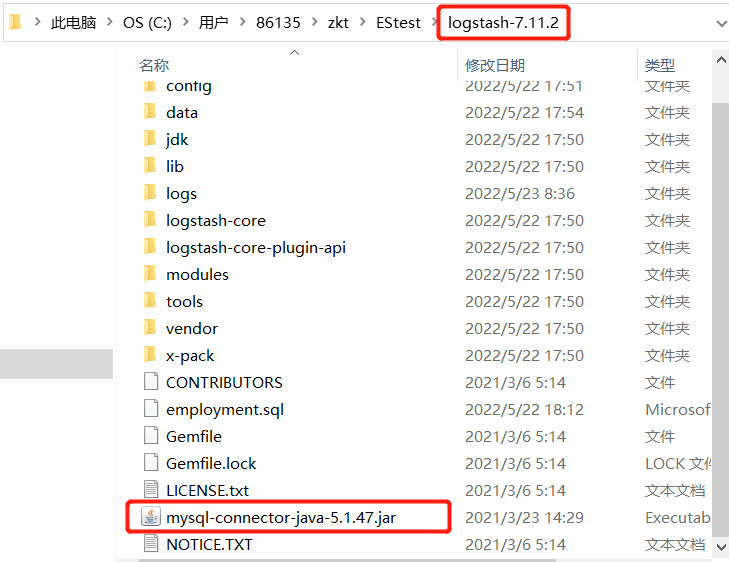 此电脑 > OS (C:) > 用户 > 86135 > zkt > EStest > logstash-7.11.2
名称 修改日期 类型
config 2022/5/22 17:51 文件夹
data 2022/5/22 17:54 文件夹
jdk 2022/5/22 17:50 文件夹
lib 2022/5/22 17:50 文件夹
logs 2022/5/23 8:36 文件夹
logstash-core 2022/5/22 17:50 文件夹
logstash-core-plugin-api 2022/5/22 17:50 文件夹
modules 2022/5/22 17:50 文件夹
tools 2022/5/22 17:50 文件夹
vendor 2022/5/22 17:50 文件夹
x-pack 2022/5/22 17:50 文件夹
CONTRIBUTORS 2021/3/6 5:14 文件
employment.sql 2022/5/22 18:12 Microsof
Gemfile 2021/3/6 5:14 文件
Gemfile.lock 2021/3/6 5:14 LOCK 文件
LICENSE.txt 2021/3/6 5:14 文本文档
mysql-connector-java-5.1.47.jar 2021/3/23 14:29 Executab
NOTICE.TXT 2021/3/6 5:14 文本文档